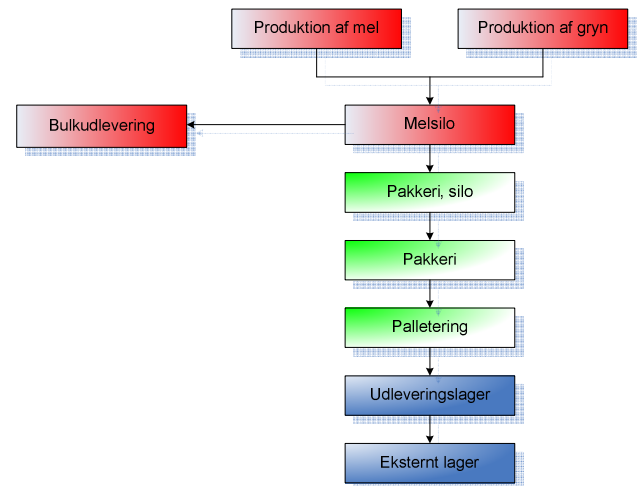 Produktion af mel
Produktion af gryn
Bulkudlevering
Melsilo
Pakkeri, silo
Pakkeri
Palletering
Udleveringslager
Eksternt lager